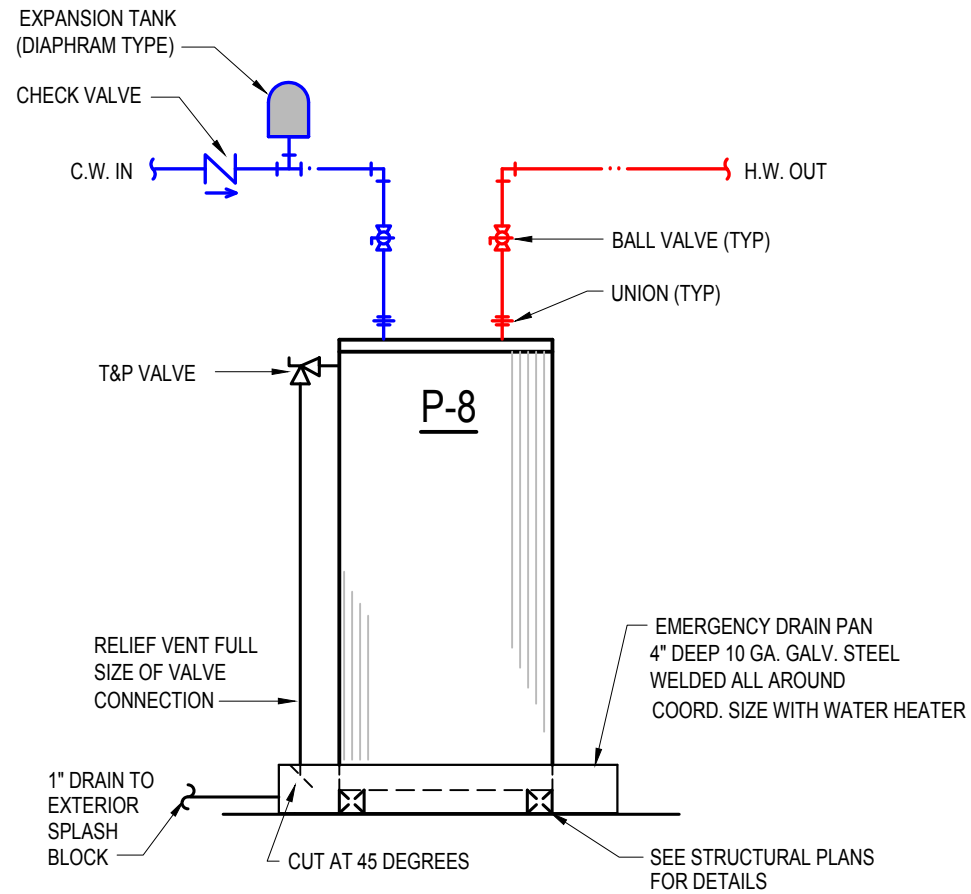 EXPANSION TANK
(DIAPHRAM TYPE)
CHECK VALVE
C.W. IN
H.W. OUT
BALL VALVE (TYP)
UNION (TYP)
T&P VALVE
P-8
RELIEF VENT FULL
SIZE OF VALVE
CONNECTION
EMERGENCY DRAIN PAN
4" DEEP 10 GA. GALV. STEEL
WELDED ALL AROUND
COORD. SIZE WITH WATER HEATER
1" DRAIN TO
EXTERIOR
SPLASH
BLOCK
CUT AT 45 DEGREES
SEE STRUCTURAL PLANS
FOR DETAILS